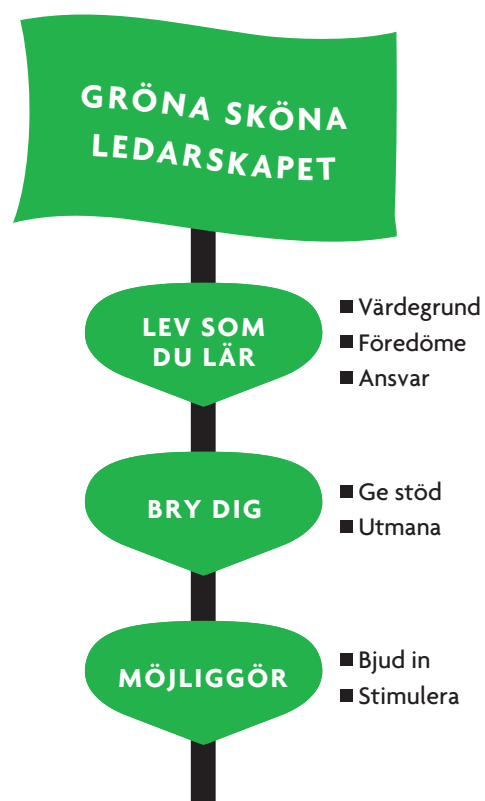 GRÖNA SKÖNA
LEDARSKAPET
LEV SOM
DU LÄR
■ Värdegrund
■ Föredöme
■ Ansvar
BRY DIG
■ Ge stöd
■ Utmana
MÖJLIGGÖR
■ Bjud in
■ Stimulera